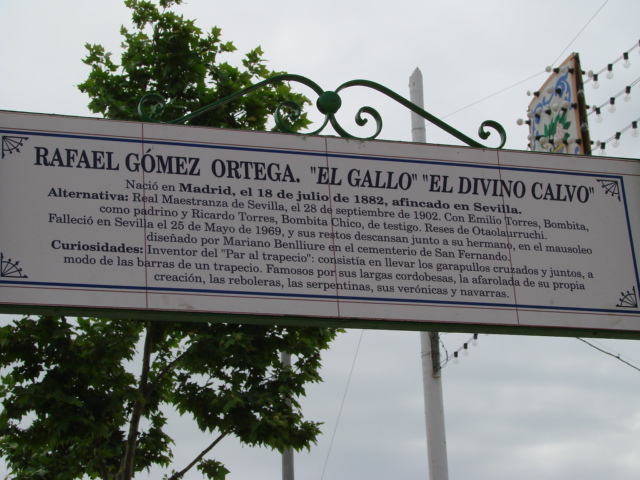 RAFAEL GÓMEZ ORTEGA. "EL GALLO" "EL DIVINO CALVO"
Nació en Madrid, el 18 de julio de 1882, afincado en Sevilla.
Alternativa: Real Maestranza de Sevilla, el 28 de septiembre de 1902. Con Emilio Torres, Bombita,
como padrino y Ricardo Torres, Bombita Chico, de testigo. Reses de Otaolaurruchi.
Falleció en Sevilla el 25 de Mayo de 1969, y sus restos descansan junto a su hermano, en el mausoleo
diseñado por Mariano Benlliure en el cementerio de San Fernando.
Curiosidades: Inventor del "Par al trapecio": consistía en llevar los garapullos cruzados y juntos, a
modo de las barras de un trapecio. Famosos por sus largas cordobesas, la afarolada de su propia
creación, las reboleras, las serpentinas, sus verónicas y navarras.